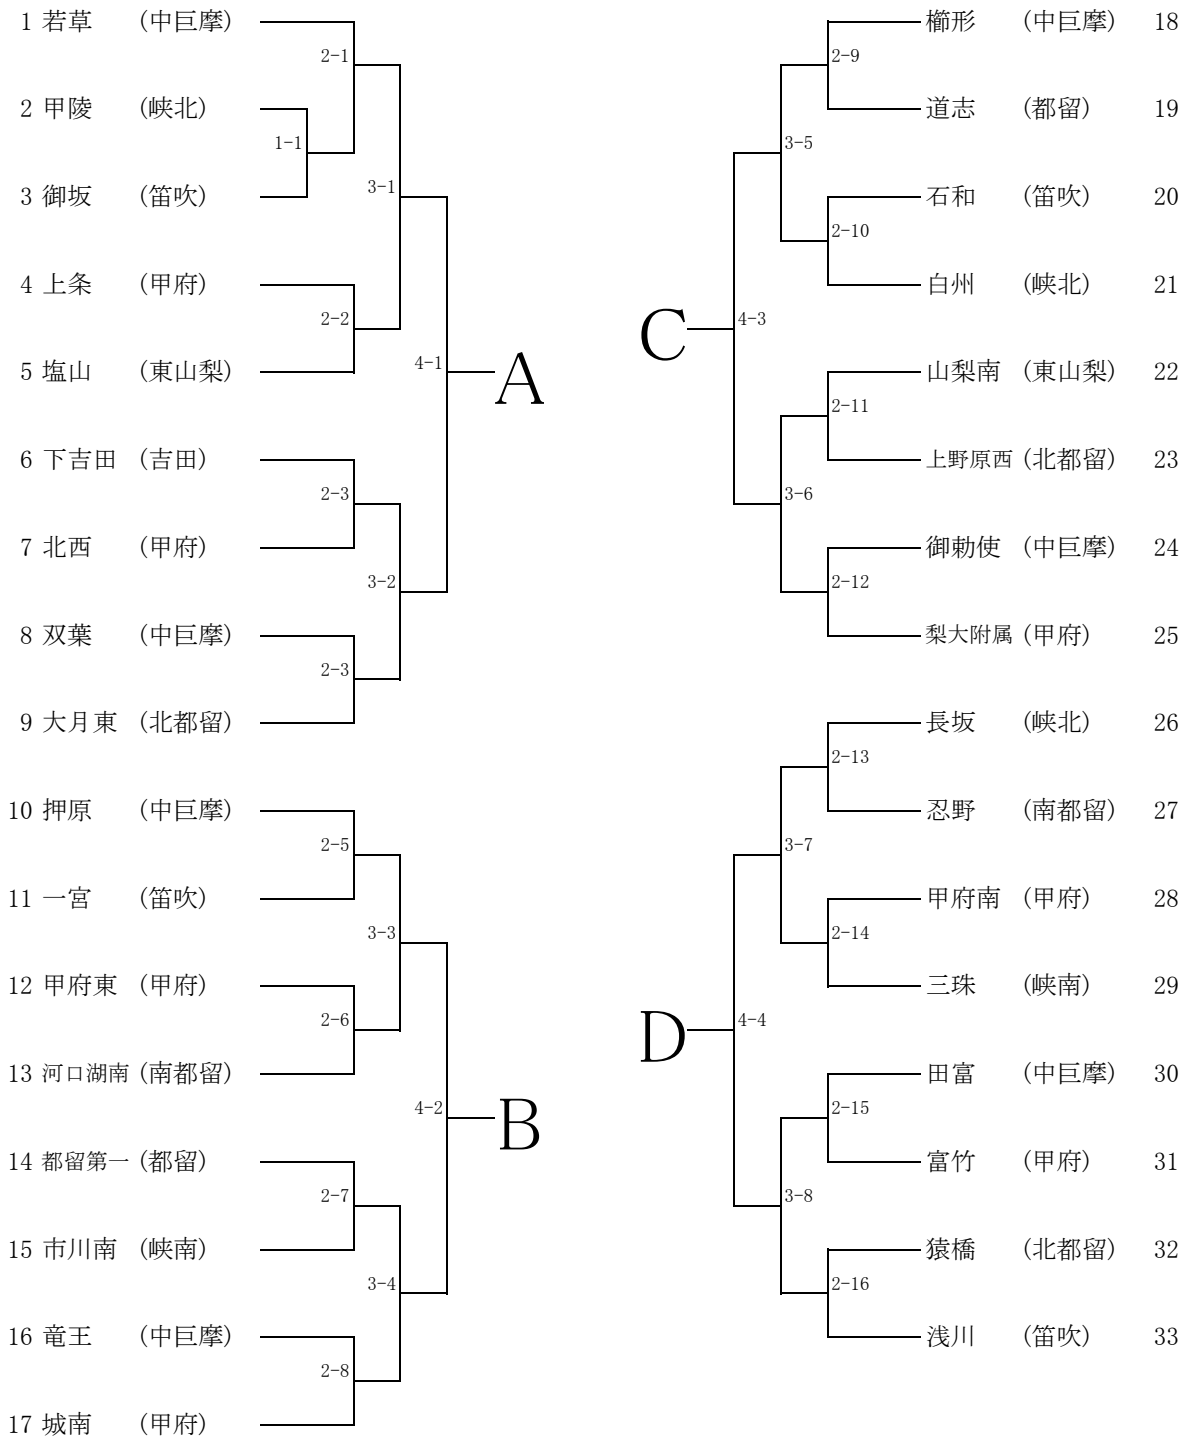 1 若草 (中巨摩)
2-1
2 甲陵 (峡北)
1-1
3 御坂 (笛吹)
3-1
4 上条 (甲府)
2-2
5 塩山 (東山梨)
4-1
A
6 下吉田 (吉田)
2-3
7 北西 (甲府)
3-2
8 双葉 (中巨摩)
2-3
9 大月東 (北都留)
10 押原 (中巨摩)
2-5
11 一宮 (笛吹)
3-3
12 甲府東 (甲府)
2-6
13 河口湖南 (南都留)
4-2
B
14 都留第一 (都留)
2-7
15 市川南 (峡南)
3-4
16 竜王 (中巨摩)
2-8
17 城南 (甲府)
櫛形 (中巨摩) 18
2-9
道志 (都留) 19
3-5
石和 (笛吹) 20
2-10
白州 (峡北) 21
4-3
C
山梨南 (東山梨) 22
2-11
上野原西 (北都留) 23
3-6
御勅使 (中巨摩) 24
2-12
梨大附属 (甲府) 25
長坂 (峡北) 26
2-13
忍野 (南都留) 27
3-7
甲府南 (甲府) 28
2-14
三珠 (峡南) 29
4-4
D
田富 (中巨摩) 30
2-15
富竹 (甲府) 31
3-8
猿橋 (北都留) 32
2-16
浅川 (笛吹) 33